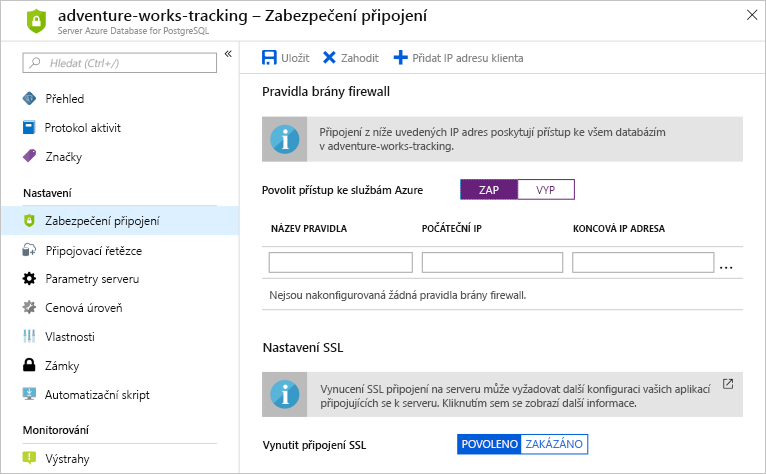 adventure-works-tracking – Zabezpečení připojení
Server Azure Database for PostgreSQL
Hledat (Ctrl+/)
«
Přehled
Protokol aktivit
Značky
Nastavení
Zabezpečení připojení
Připojovací řetězce
Parametry serveru
Cenová úroveň
Vlastnosti
Zámky
Automatizační skript
Monitorování
Výstrahy
Uložit
Zahodit
Přidat IP adresu klienta
Pravidla brány firewall
Připojení z níže uvedených IP adres poskytují přístup ke všem databázím
v adventure-works-tracking.
Povolit přístup ke službám Azure
ZAP
VYP
NÁZEV PRAVIDLA
POČÁTEČNÍ IP
KONCOVÁ IP ADRESA
...
Nejsou nakonfigurovaná žádná pravidla brány firewall.
Nastavení SSL
Vynucení SSL připojení na serveru může vyžadovat další konfiguraci vašich aplikací
připojujících se k serveru. Kliknutím sem se zobrazí další informace.
Vynutit připojení SSL
POVOLENO
ZAKÁZÁNO